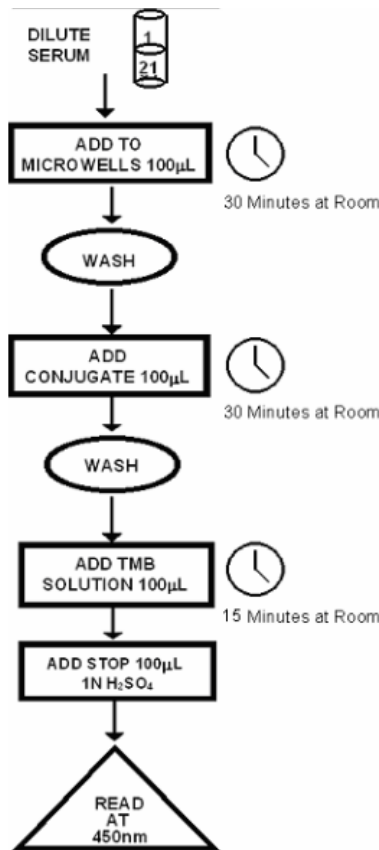 DILUTE
SERUM
1
21
ADD TO
MICROWELLS 100µL
30 Minutes at Room
WASH
ADD
CONJUGATE 100µL
30 Minutes at Room
WASH
ADD TMB
SOLUTION 100µL
15 Minutes at Room
ADD STOP 100µL
1N H₂SO₄
READ
AT
450nm